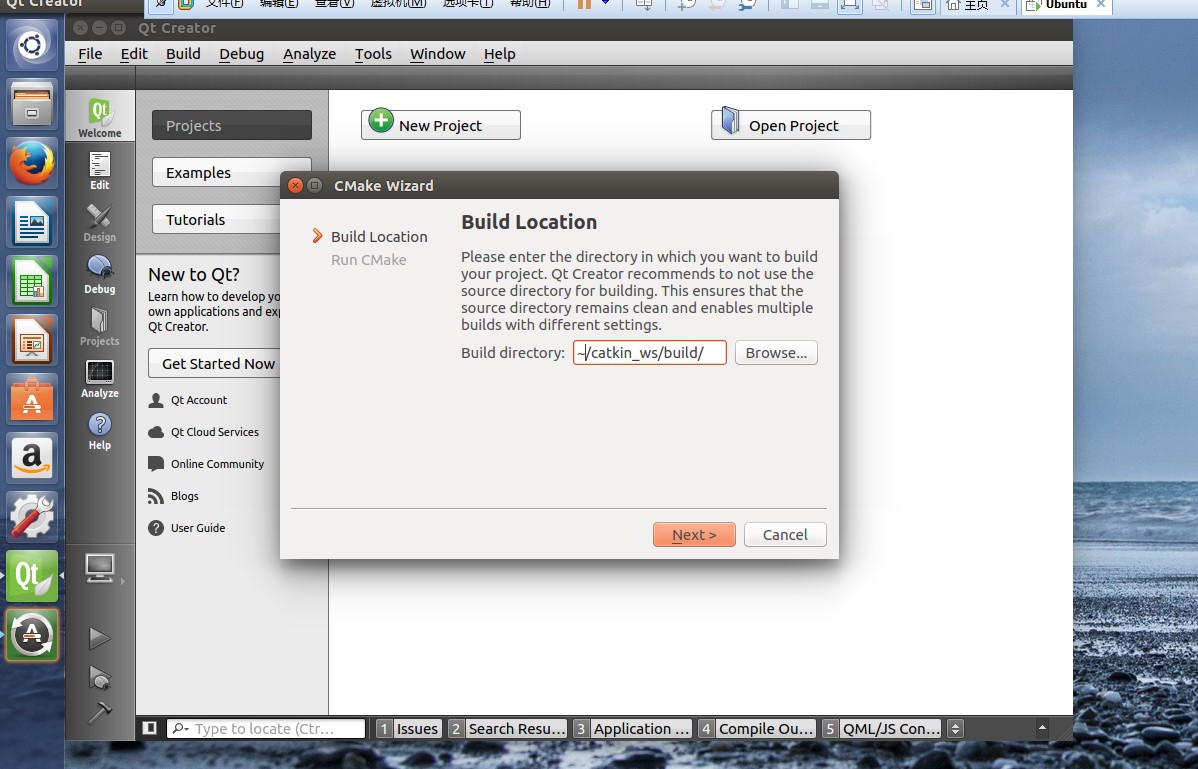 Qt Creator
文件(F)
编辑(E)
查看(V)
虚拟机(M)
选项卡(T)
帮助(H)
主页
Ubuntu
Qt Creator
File Edit Build Debug Analyze Tools Window Help
Qt
Welcome
Edit
Design
Debug
Projects
Analyze
Help
Projects
Examples
Tutorials
New Project
Open Project
New to Qt?
Learn how to develop yo
own applications and exp
Qt Creator.
Get Started Now
Qt Account
Qt Cloud Services
Online Community
Blogs
User Guide
CMake Wizard
Build Location
Run CMake
Build Location
Please enter the directory in which you want to build
your project. Qt Creator recommends to not use the
source directory for building. This ensures that the
source directory remains clean and enables multiple
builds with different settings.
Build directory: ~/catkin_ws/build/ Browse...
Next > Cancel
Type to locate (Ctr...
1 Issues 2 Search Resu... 3 Application ... 4 Compile Ou... 5 QML/JS Con...
a
Qt